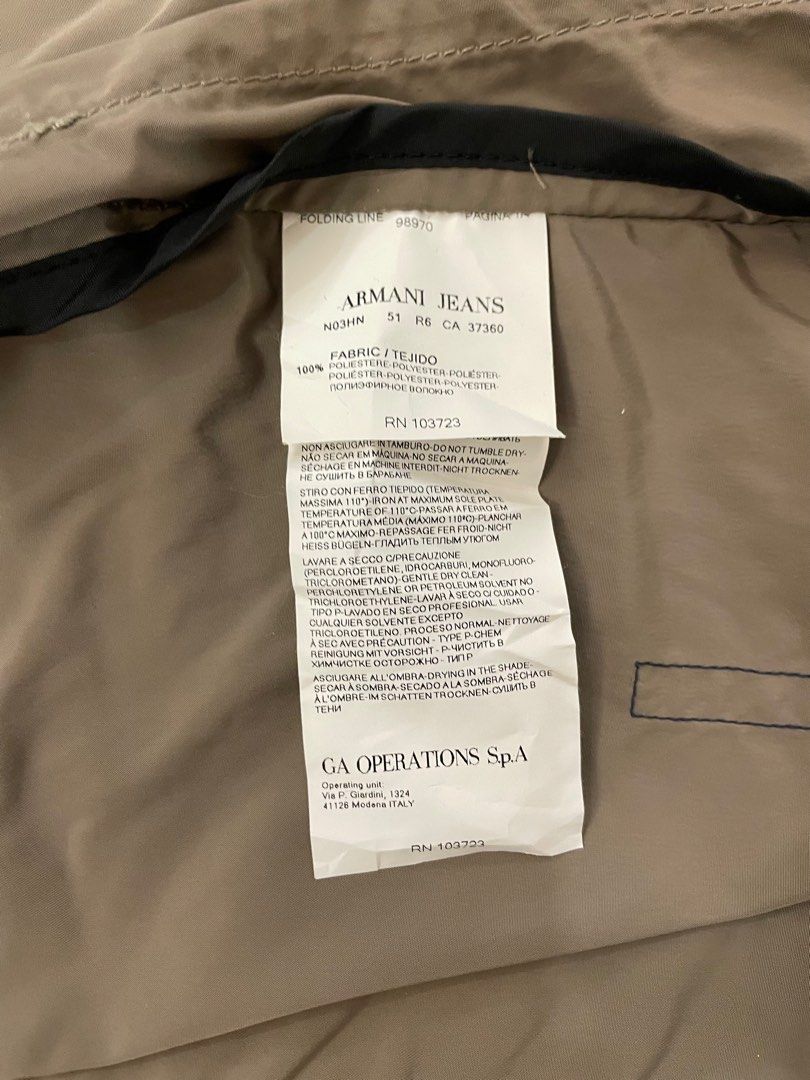 FOLDING LINE 98970 PAGINA 1A
ARMANI JEANS
N03HN 51 R6 CA 37360
FABRIC / TEJIDO
100% POLIESTERE-POLYESTER-POLIÉSTER-
POLIÉSTER-POLYESTER-POLYESTER-
ПОЛИЭФИРНОЕ ВОЛОКНО
RN 103723
NON ASCIUGARE IN TAMBURO-DO NOT TUMBLE DRY-
NÃO SECAR EM MÁQUINA-NO SECAR A MAQUINA-
SÉCHAGE EN MACHINE INTERDIT-NICHT TROCKNEN-
НЕ СУШИТЬ В БАРАБАНЕ
STIRO CON FERRO TIEPIDO (TEMPERATURA
MASSIMA 110°)-IRON AT MAXIMUM SOLE PLATE
TEMPERATURE OF 110°C-PASSAR A FERRO EM
TEMPERATURA MÉDIA (MÁXIMO 110ºC)-PLANCHAR
A 100°C MAXIMO-REPASSAGE FER FROID-NICHT
HEISS BÜGELN-ГЛАДИТЬ ТЕПЛЫМ УТЮГОМ
LAVARE A SECCO C/PRECAUZIONE
(PERCLOROETILENE, IDROCARBURI, MONOFLUORO-
TRICLOROMETANO)-GENTLE DRY CLEAN -
PERCHLORETYLENE OR PETROLEUM SOLVENT NO
TRICHLOROETHYLENE-LAVAR À SECO C/ CUIDADO -
TIPO P-LAVADO EN SECO PROFESIONAL. USAR
CUALQUIER SOLVENTE EXCEPTO
TRICLOROETILENO. PROCESO NORMAL-NETTOYAGE
À SEC AVEC PRÉCAUTION - TYPE P-CHEM
REINIGUNG MIT VORSICHT - P-ЧИСТИТЬ В
ХИМЧИСТКЕ ОСТОРОЖНО - ТИП P
ASCIUGARE ALL'OMBRA-DRYING IN THE SHADE-
SECAR À SOMBRA-SECADO A LA SOMBRA-SÉCHAGE
À L'OMBRE-IM SCHATTEN TROCKNEN-СУШИТЬ В
ТЕНИ
GA OPERATIONS S.p.A
Operating unit:
Via P. Giardini, 1324
41126 Modena ITALY
RN 103723